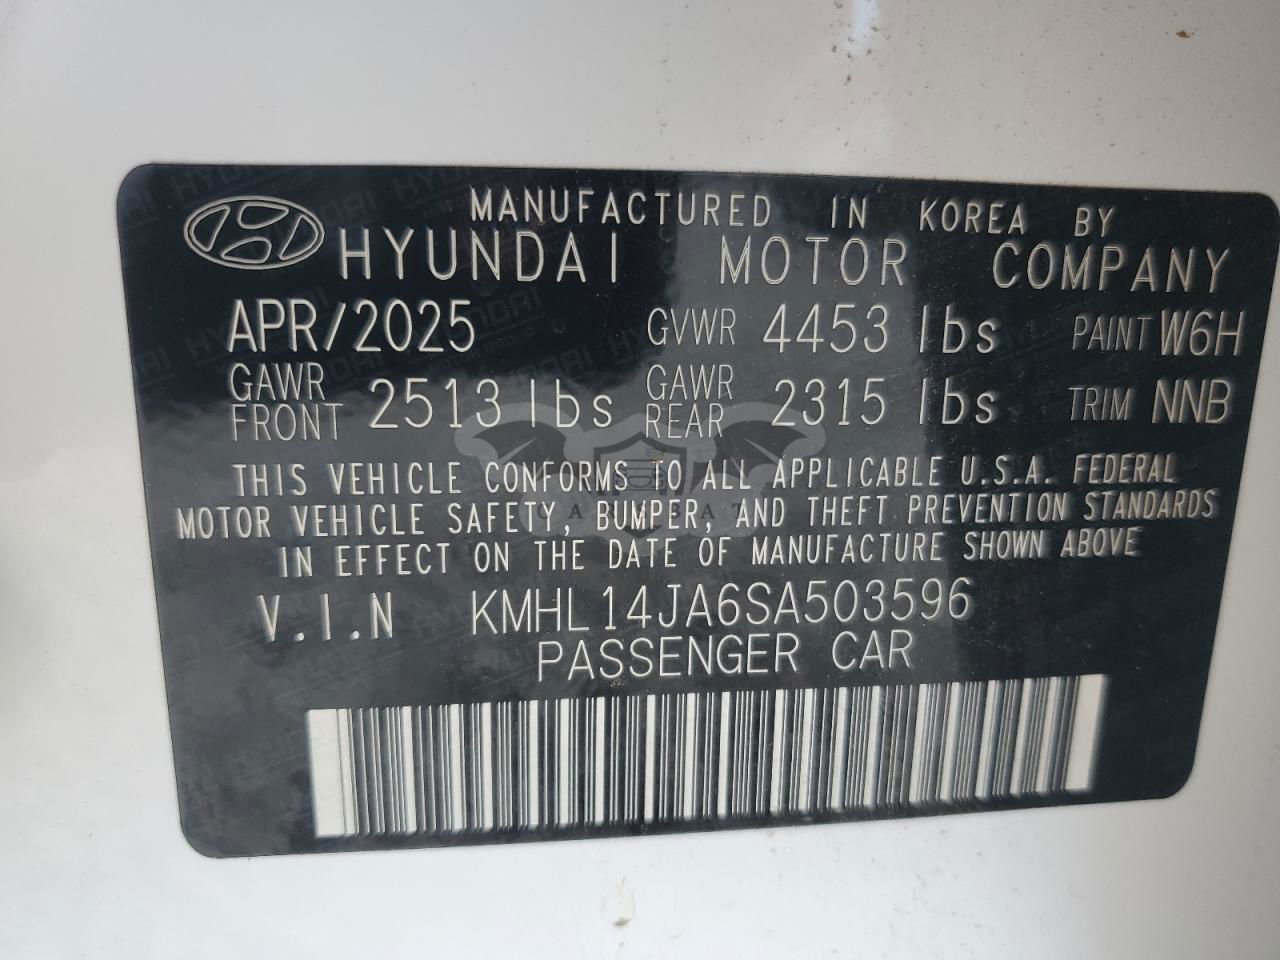 MANUFACTURED IN KOREA BY
HYUNDAI MOTOR COMPANY
APR/2025 GVWR 4453 lbs PAINT W6H
GAWR FRONT 2513 lbs GAWR REAR 2315 lbs TRIM NNB
THIS VEHICLE CONFORMS TO ALL APPLICABLE U.S.A. FEDERAL
MOTOR VEHICLE SAFETY, BUMPER, AND THEFT PREVENTION STANDARDS
IN EFFECT ON THE DATE OF MANUFACTURE SHOWN ABOVE
V.I.N KMHL14JA6SA503596
PASSENGER CAR